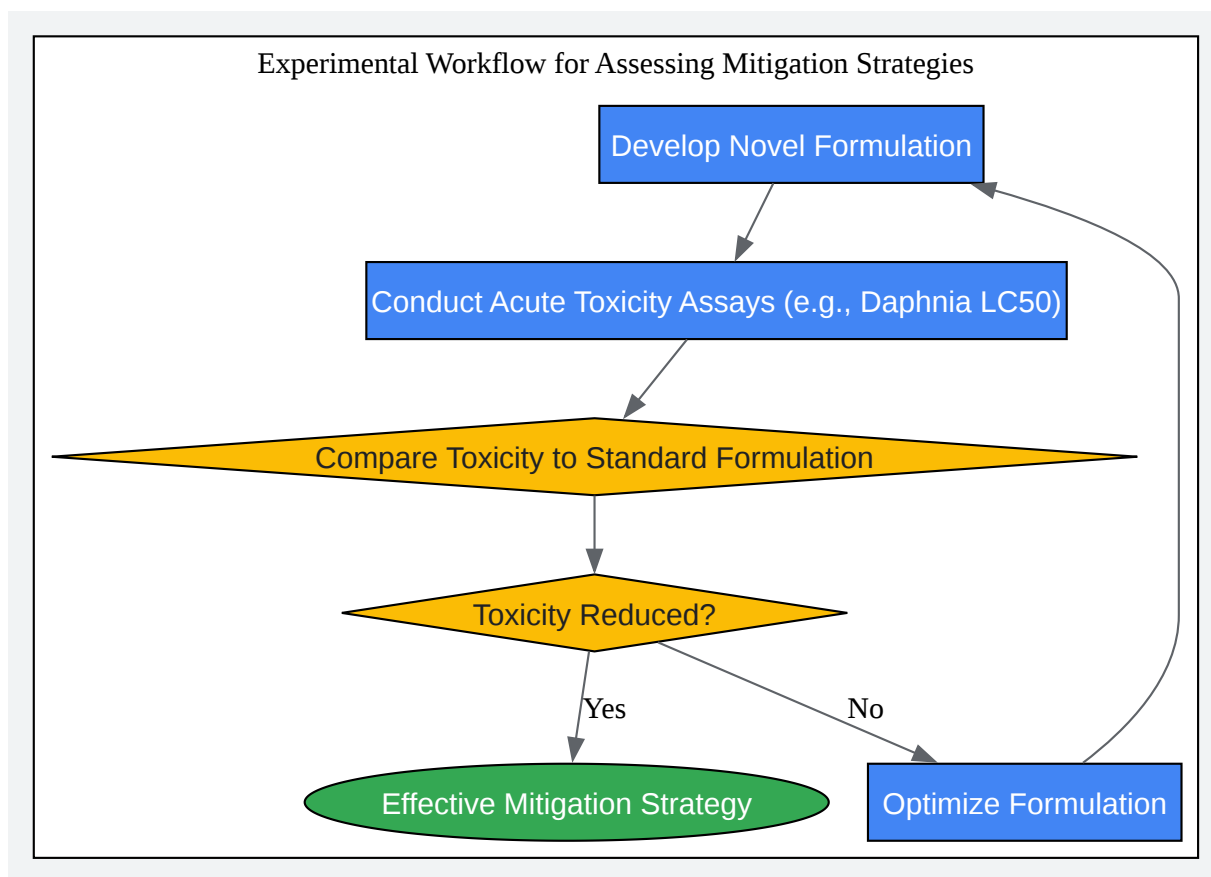 Experimental Workflow for Assessing Mitigation Strategies
Develop Novel Formulation
Conduct Acute Toxicity Assays (e.g., Daphnia LC50)
Compare Toxicity to Standard Formulation
Toxicity Reduced?
Yes
No
Effective Mitigation Strategy
Optimize Formulation